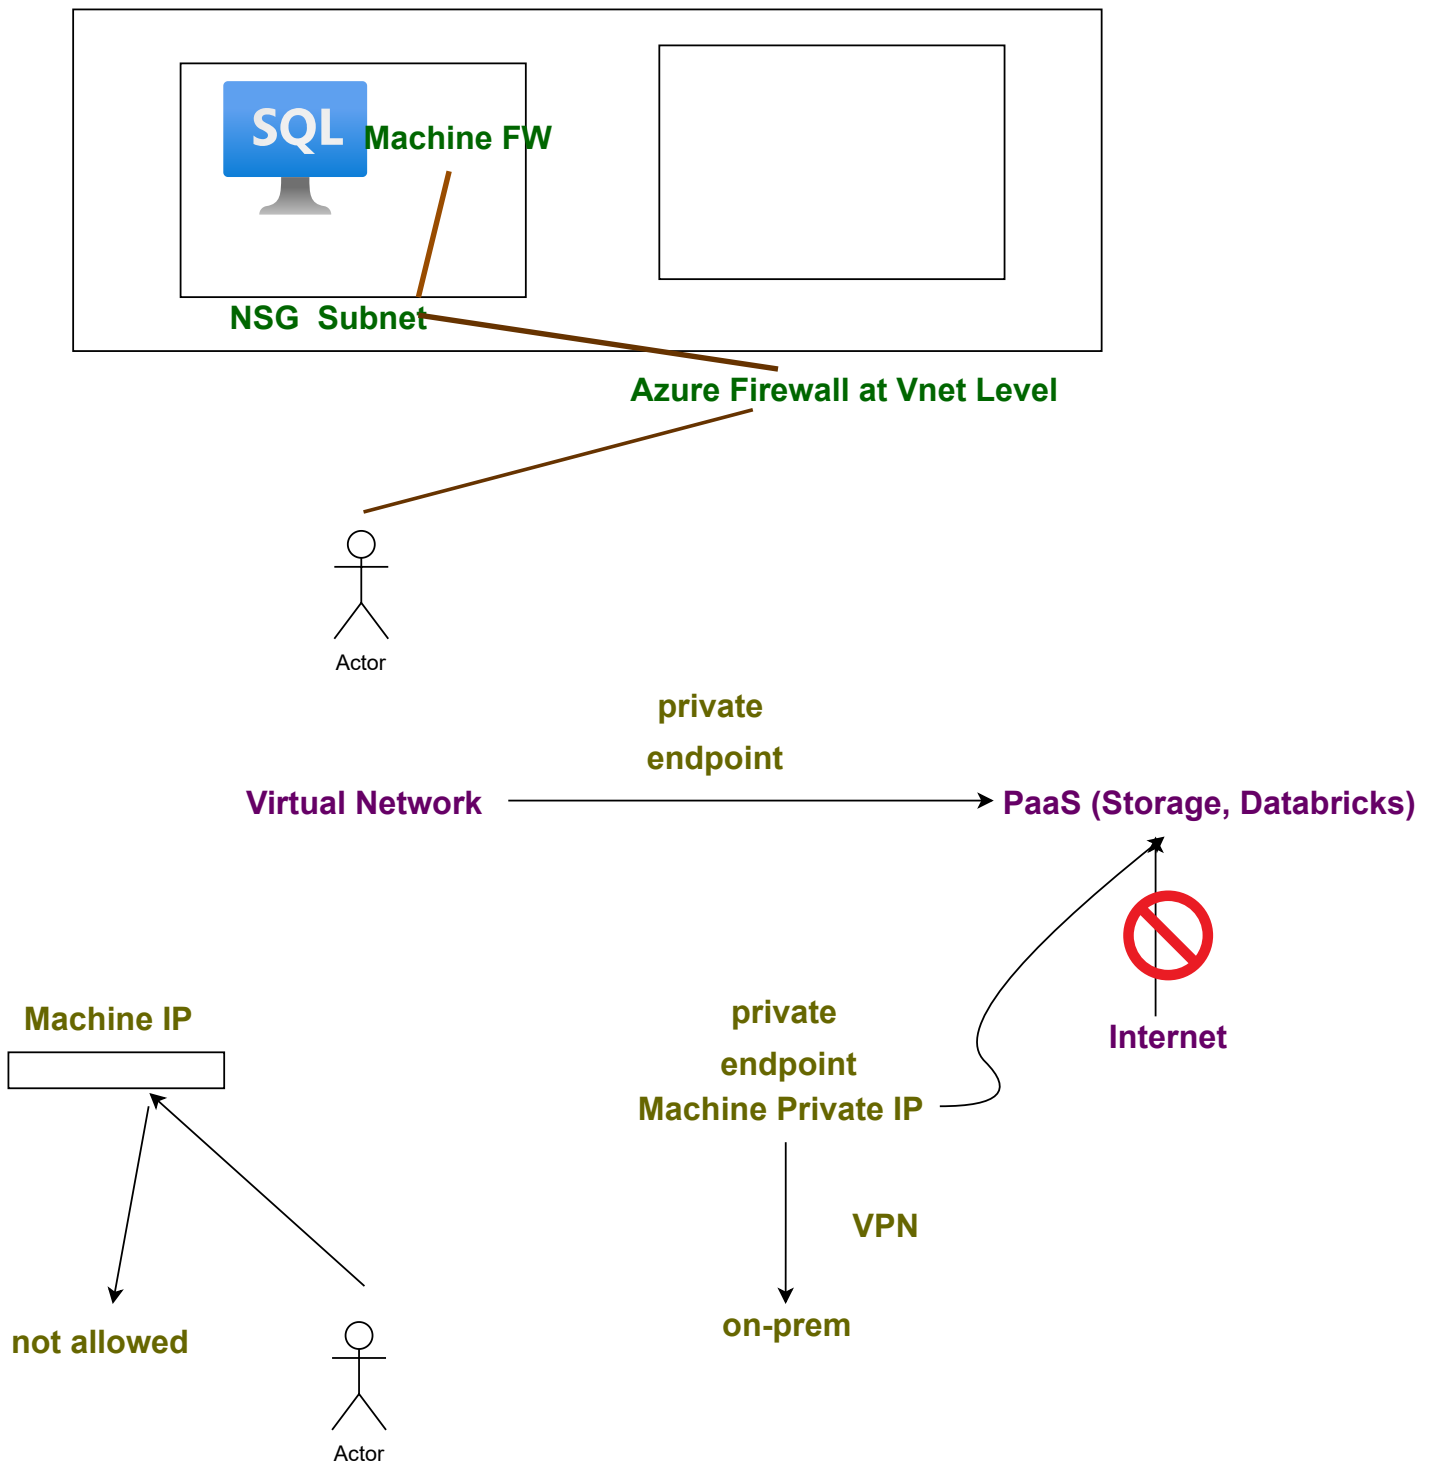 SQL
Machine FW
NSG  Subnet
Azure Firewall at Vnet Level
Actor
private
endpoint
Virtual Network
PaaS (Storage, Databricks)
Machine IP
private
endpoint
Internet
Machine Private IP
VPN
on-prem
not allowed
Actor